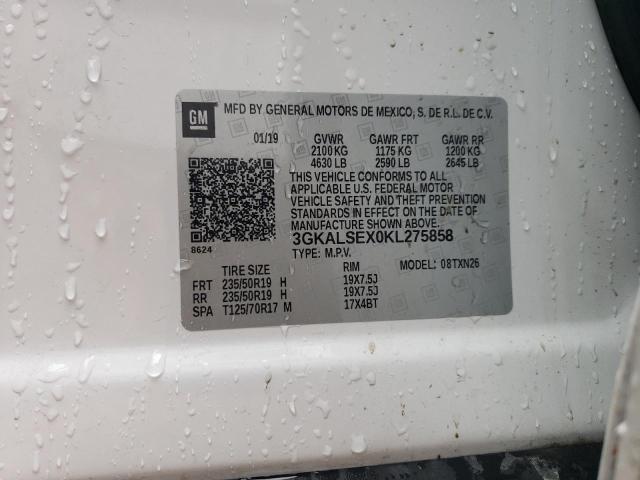 GM
MFD BY GENERAL MOTORS DE MEXICO, S. DE R.L. DE C.V.
01/19 GVWR GAWR FRT GAWR RR
2100 KG 1175 KG 1200 KG
4630 LB 2590 LB 2645 LB
THIS VEHICLE CONFORMS TO ALL
APPLICABLE U.S. FEDERAL MOTOR
VEHICLE SAFETY AND THEFT PREVENTION
STANDARDS IN EFFECT ON THE DATE OF
MANUFACTURE SHOWN ABOVE.
3GKALSEX0KL275858
8624
TYPE: M.P.V. MODEL: 08TXN26
TIRE SIZE RIM
FRT 235/50R19 H 19X7.5J
RR 235/50R19 H 19X7.5J
SPA T125/70R17 M 17X4BT